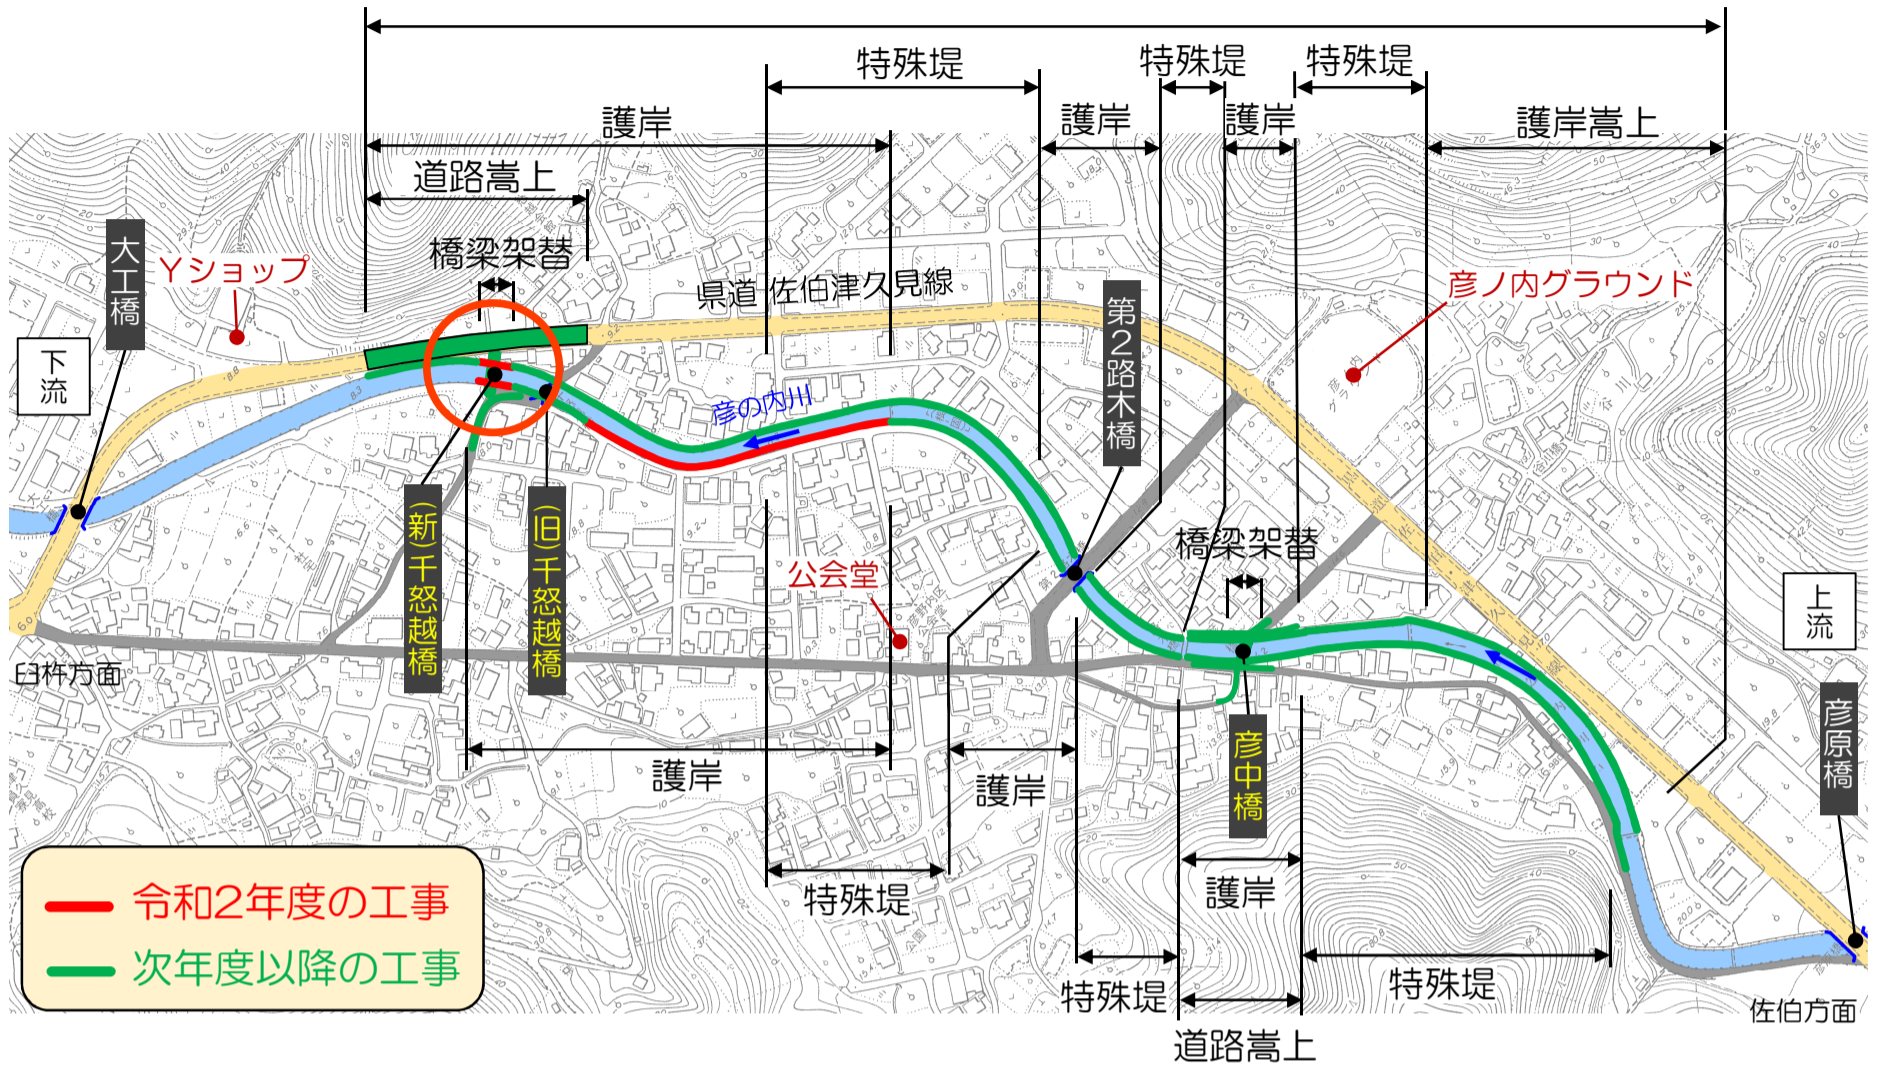 特殊堤
特殊堤
特殊堤
護岸
護岸
護岸
護岸嵩上
道路嵩上
橋梁架替
大工橋
Yショップ
県道 佐伯津久見線
第2路木橋
彦ノ内グラウンド
下流
彦の内川
(新)千怒越橋
(旧)千怒越橋
公会堂
橋梁架替
上流
臼杵方面
彦中橋
彦原橋
護岸
護岸
特殊堤
護岸
特殊堤
特殊堤
道路嵩上
佐伯方面
令和2年度の工事
次年度以降の工事